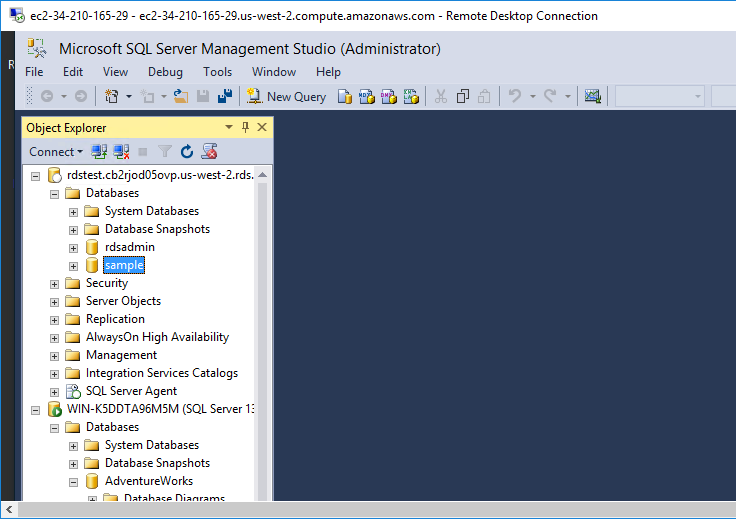 ec2-34-210-165-29 - ec2-34-210-165-29.us-west-2.compute.amazonaws.com - Remote Desktop Connection
R
Microsoft SQL Server Management Studio (Administrator)
File Edit View Debug Tools Window Help
New Query
Object Explorer
Connect
rdstest.cb2rjod05ovp.us-west-2.rds.
Databases
System Databases
Database Snapshots
rdsadmin
sample
Security
Server Objects
Replication
AlwaysOn High Availability
Management
Integration Services Catalogs
SQL Server Agent
WIN-K5DDTA96M5M (SQL Server 13
Databases
System Databases
Database Snapshots
AdventureWorks
Database Diagrams